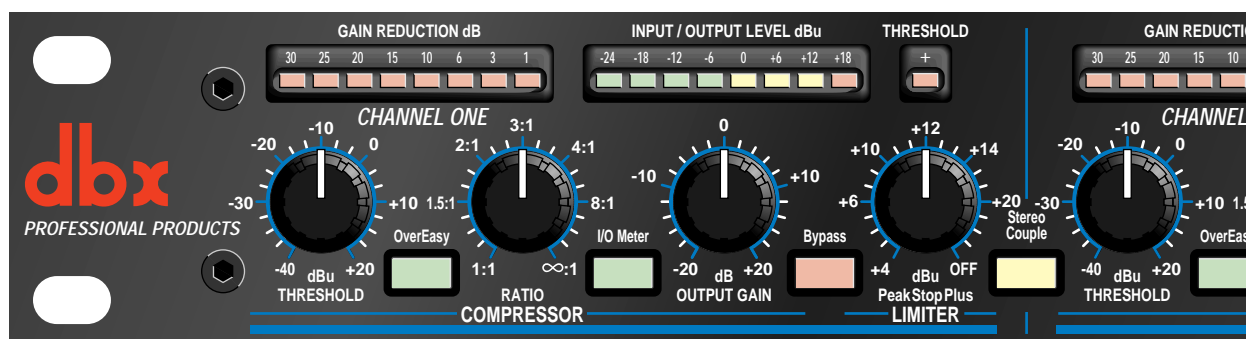 GAIN REDUCTION dB
30 25 20 15 10 6 3 1
INPUT / OUTPUT LEVEL dBu
-24 -18 -12 -6 0 +6 +12 +18
THRESHOLD
+
GAIN REDUCTI
30 25 20 15 10
CHANNEL ONE
CHANNEL
dbx
PROFESSIONAL PRODUCTS
-40 -30 -20 -10 0 +10 +20
dBu
THRESHOLD
OverEasy
1:1 1.5:1 2:1 3:1 4:1 8:1 ∞:1
RATIO
I/O Meter
-20 -10 0 +10 +20
dB
OUTPUT GAIN
Bypass
+4 +6 +10 +12 +14 +20 OFF
dBu
PeakStopPlus
Stereo
Couple
COMPRESSOR
LIMITER
-40 -30 -20 -10 0 +10 +20
dBu
THRESHOLD
OverEas
1.5